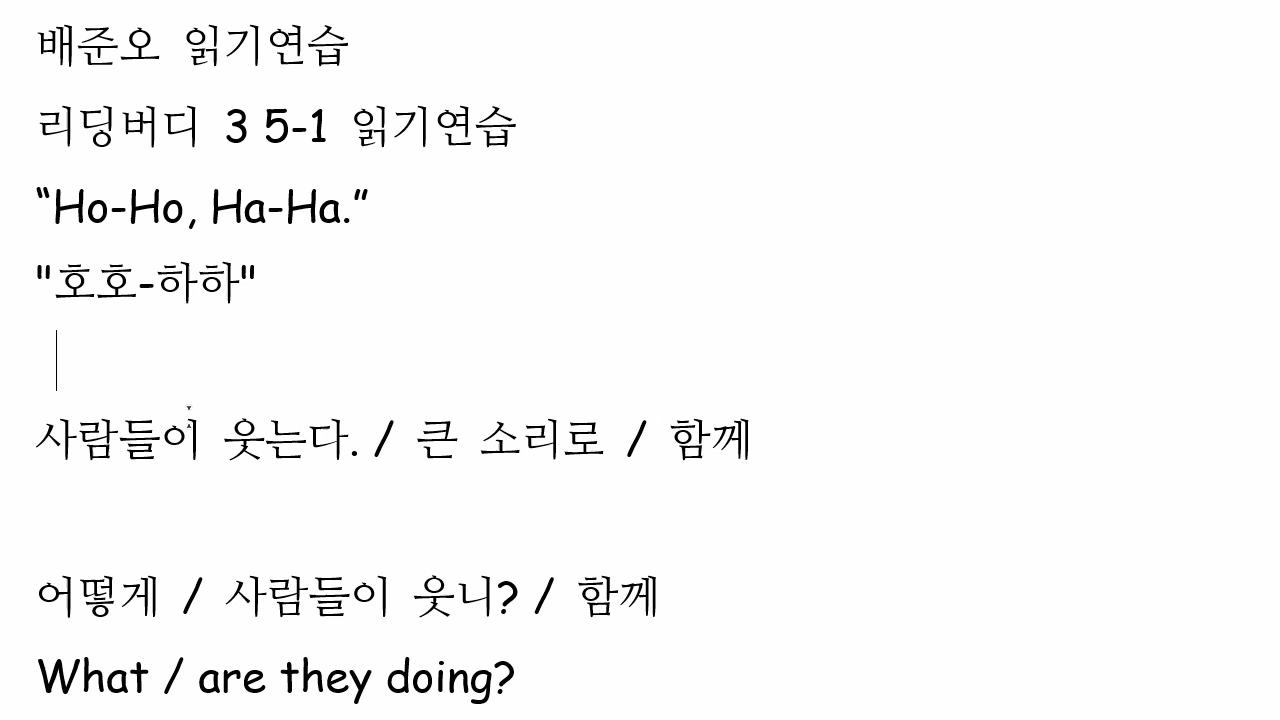 배준오 읽기연습
리딩버디 3 5-1 읽기연습
“Ho-Ho, Ha-Ha.”
"호호-하하"
사람들이 웃는다. / 큰 소리로 / 함께
어떻게 / 사람들이 웃니? / 함께
What / are they doing?